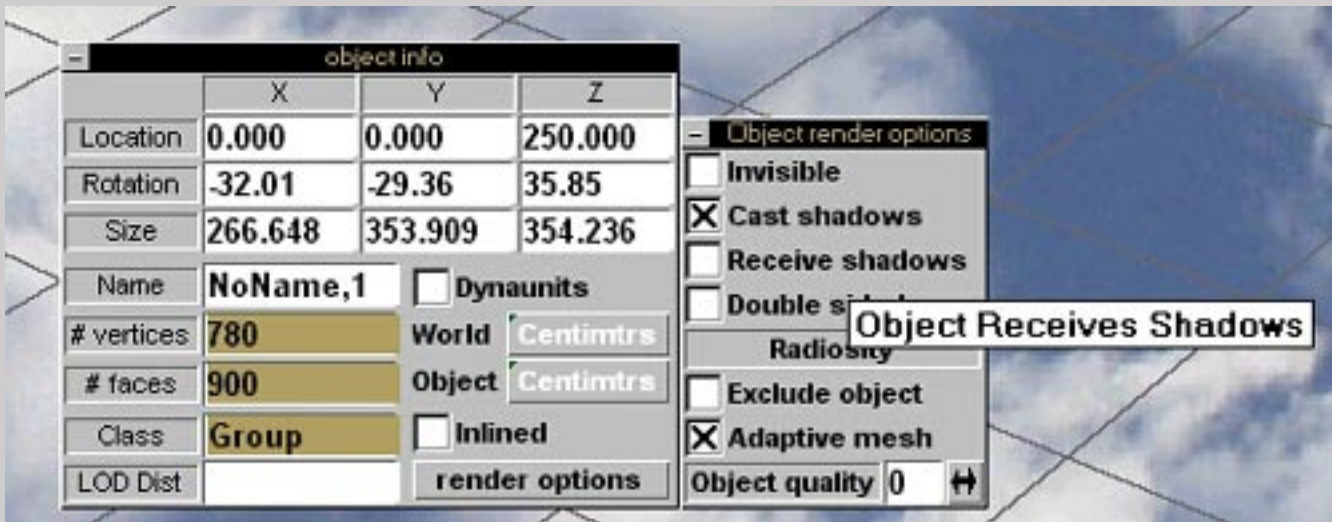 object info
X Y Z
Location 0.000 0.000 250.000
Rotation -32.01 -29.36 35.85
Size 266.648 353.909 354.236
Name NoName,1 Dynaunits
# vertices 780 World Centimtrs
# faces 900 Object Centimtrs
Class Group Inlined
LOD Dist render options
Object render options
Invisible
Cast shadows
Receive shadows
Double
Object Receives Shadows
Radiosity
Exclude object
Adaptive mesh
Object quality 0